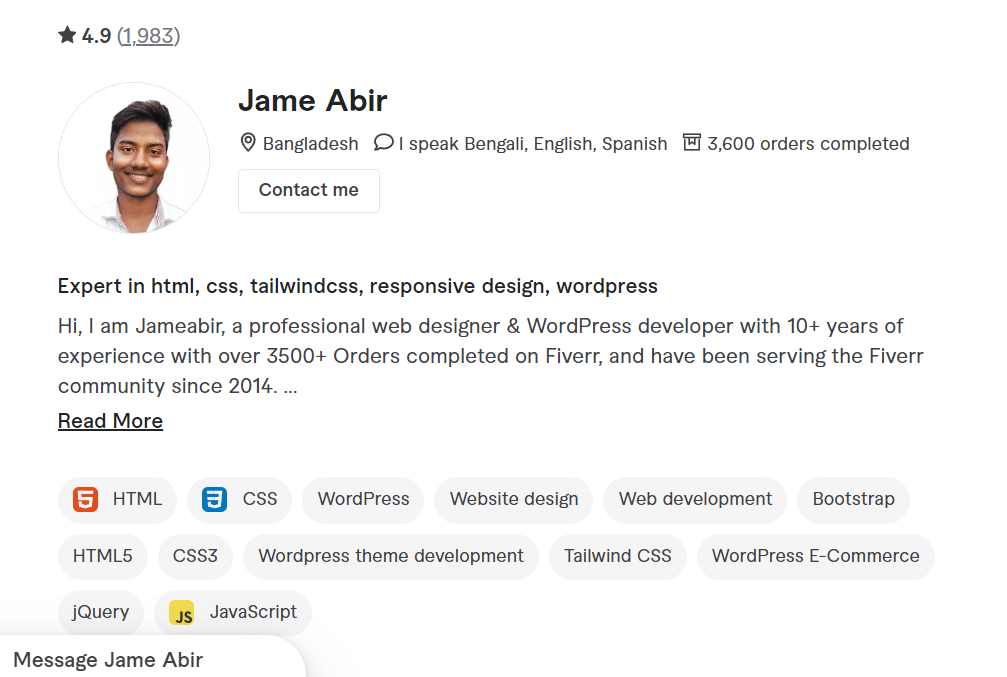 4.9 (1,983)
Jame Abir
Bangladesh I speak Bengali, English, Spanish 3,600 orders completed
Contact me
Expert in html, css, tailwindcss, responsive design, wordpress
Hi, I am Jameabir, a professional web designer & WordPress developer with 10+ years of
experience with over 3500+ Orders completed on Fiverr, and have been serving the Fiverr
community since 2014. ...
Read More
HTML CSS WordPress Website design Web development Bootstrap
HTML5 CSS3 Wordpress theme development Tailwind CSS WordPress E-Commerce
jQuery JS JavaScript
Message Jame Abir